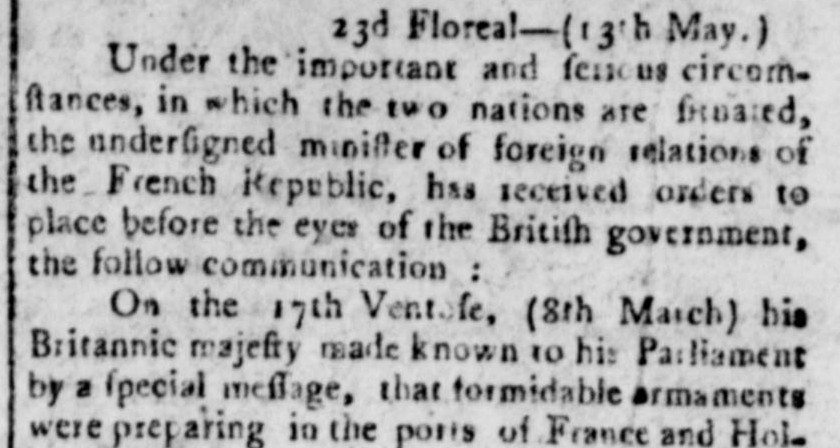 23d Floreal—(13th May.)
Under the important and ſerious circom-
ſtances, in which the two nations are ſituated,
the underſigned miniſter of foreign relations of
the French Republic, has received orders to
place before the eyes of the Britiſh government,
the follow communication :
On the 17th Ventoſe, (8th March) his
Britannic majeſty made known to his Parliament
by a ſpecial meſſage, that formidable armaments
were preparing in the ports of France and Hol-